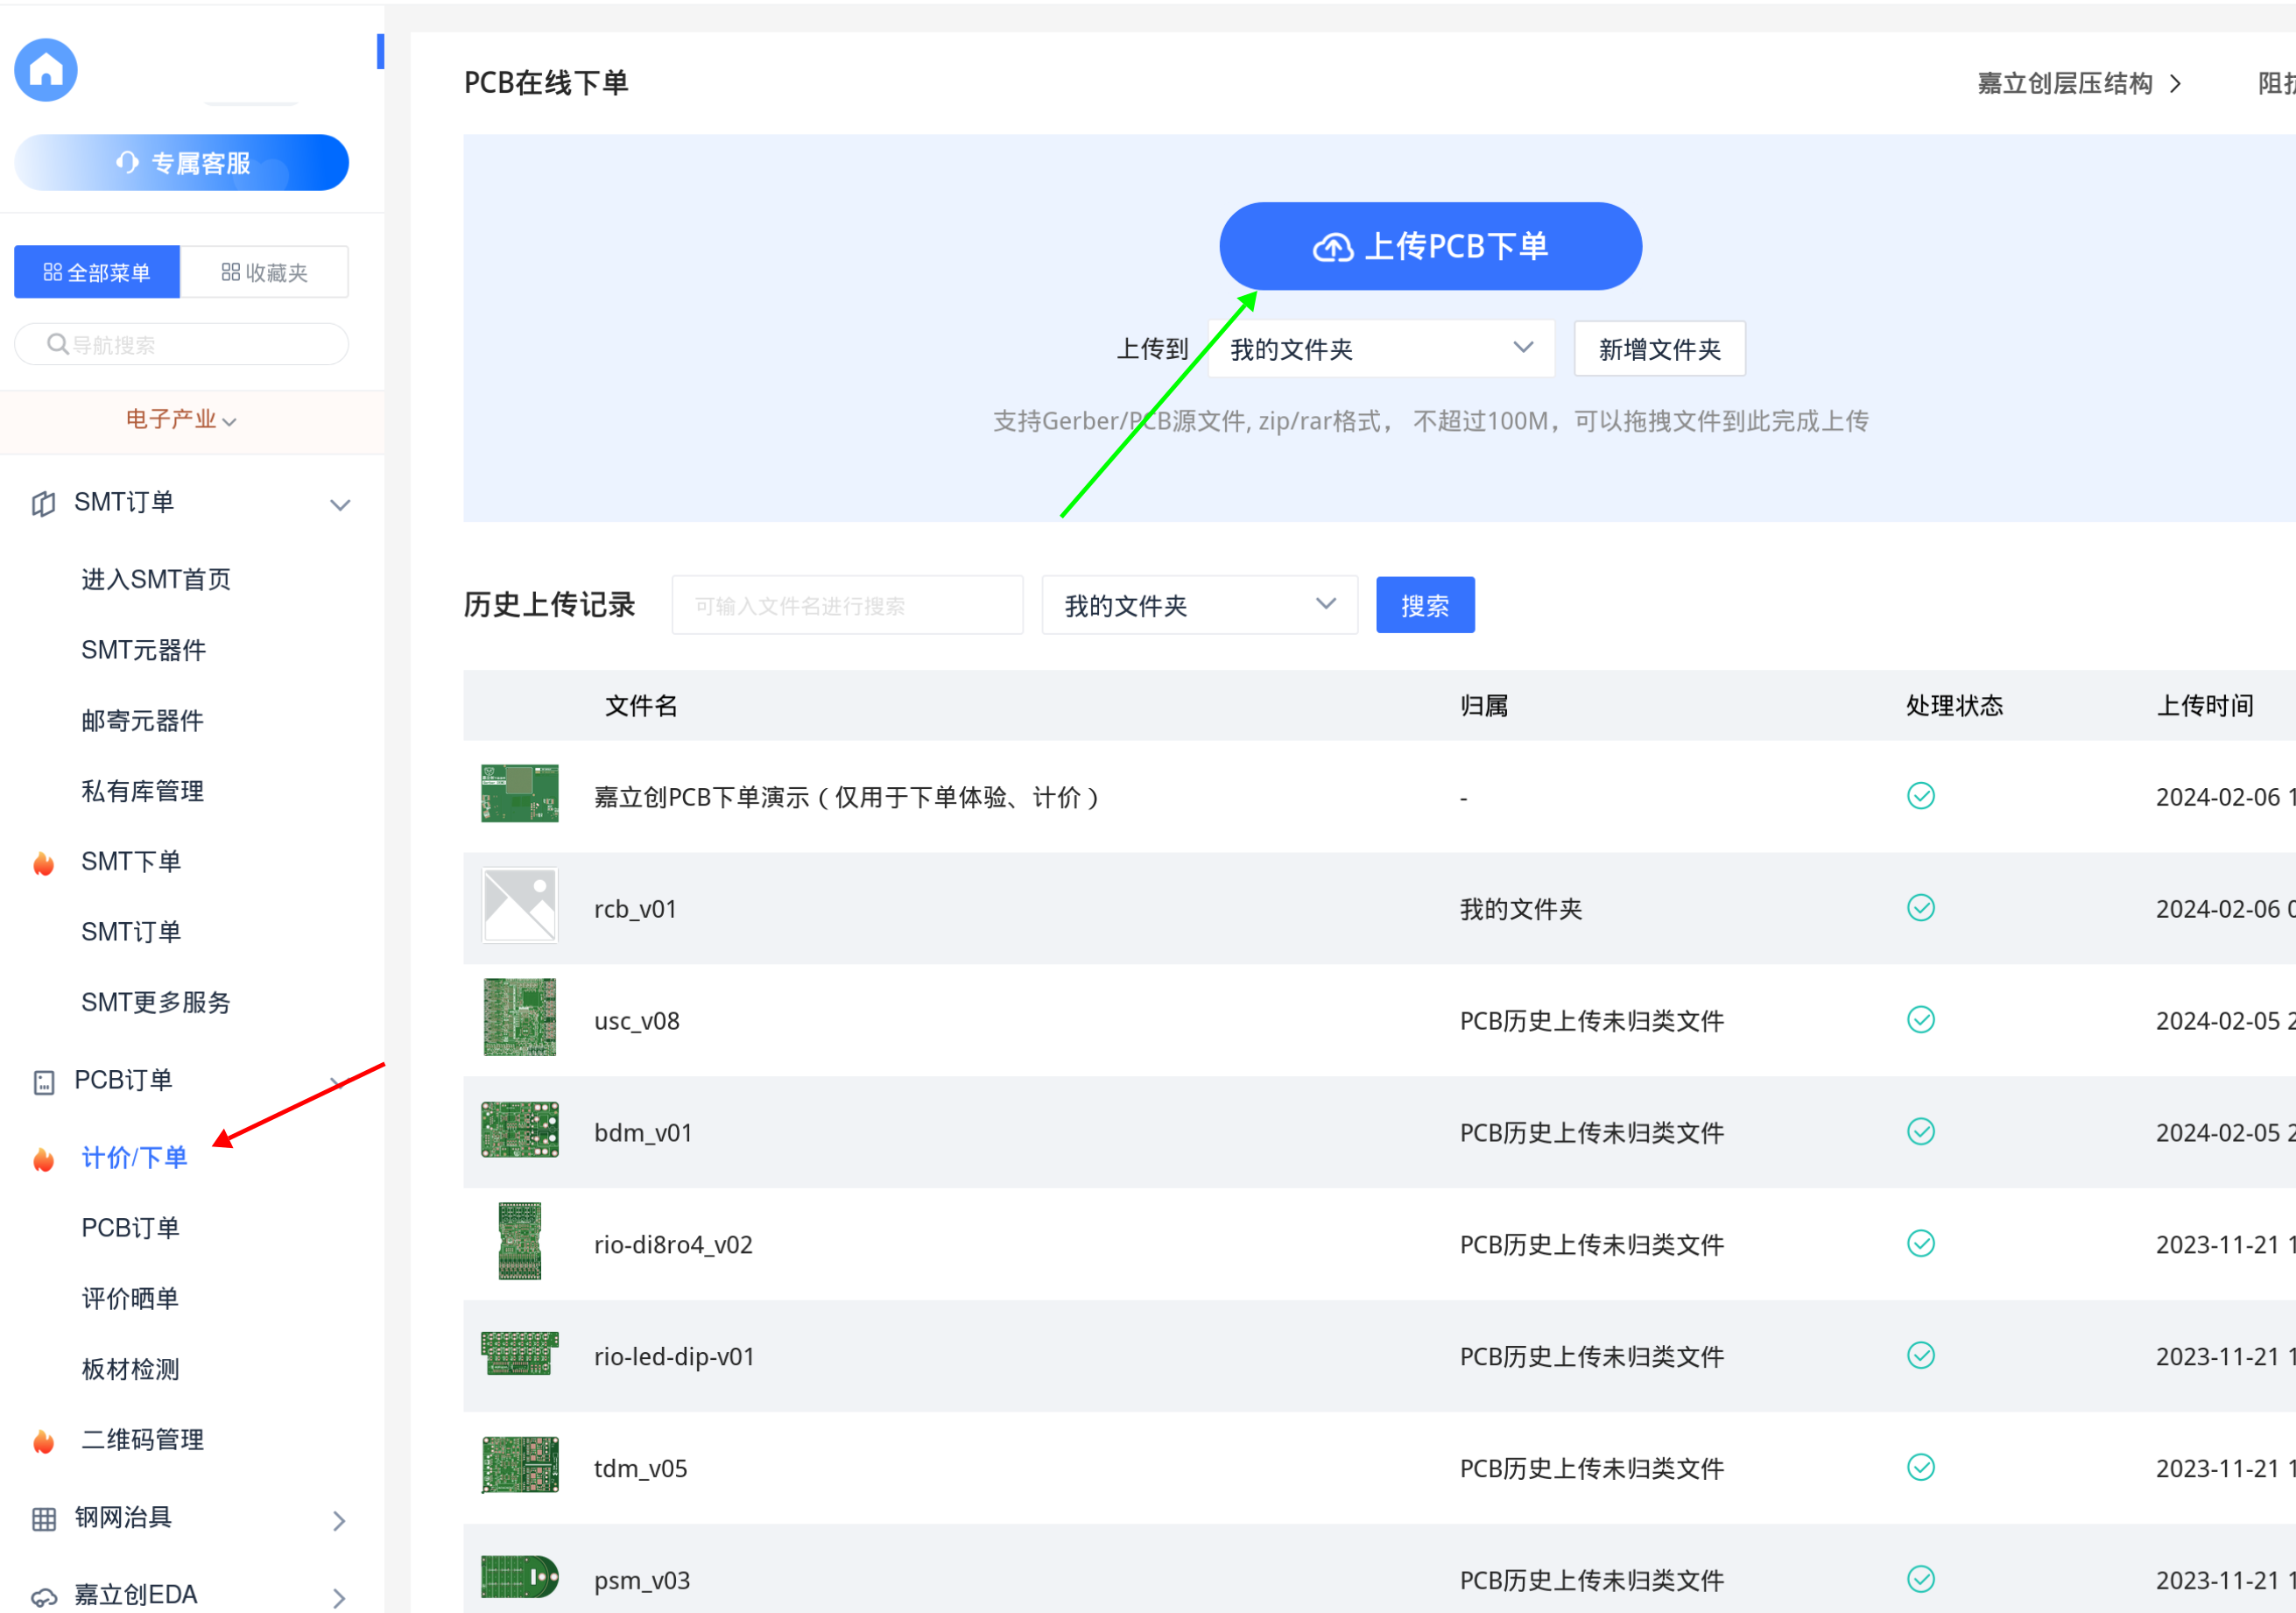 专属客服
全部菜单
收藏夹
导航搜索
电子产业
SMT订单
进入SMT首页
SMT元器件
邮寄元器件
私有库管理
SMT下单
SMT订单
SMT更多服务
PCB订单
计价/下单
PCB订单
评价晒单
板材检测
二维码管理
钢网治具
嘉立创EDA
PCB在线下单
嘉立创层压结构
阻抗
上传PCB下单
上传到 我的文件夹 新增文件夹
支持Gerber/PCB源文件, zip/rar格式， 不超过100M，可以拖拽文件到此完成上传
历史上传记录 可输入文件名进行搜索 我的文件夹 搜索
文件名 归属 处理状态 上传时间
嘉立创PCB下单演示（仅用于下单体验、计价） - 2024-02-06 1
rcb_v01 我的文件夹 2024-02-06 0
usc_v08 PCB历史上传未归类文件 2024-02-05 2
bdm_v01 PCB历史上传未归类文件 2024-02-05 2
rio-di8ro4_v02 PCB历史上传未归类文件 2023-11-21 1
rio-led-dip-v01 PCB历史上传未归类文件 2023-11-21 1
tdm_v05 PCB历史上传未归类文件 2023-11-21 1
psm_v03 PCB历史上传未归类文件 2023-11-21 1